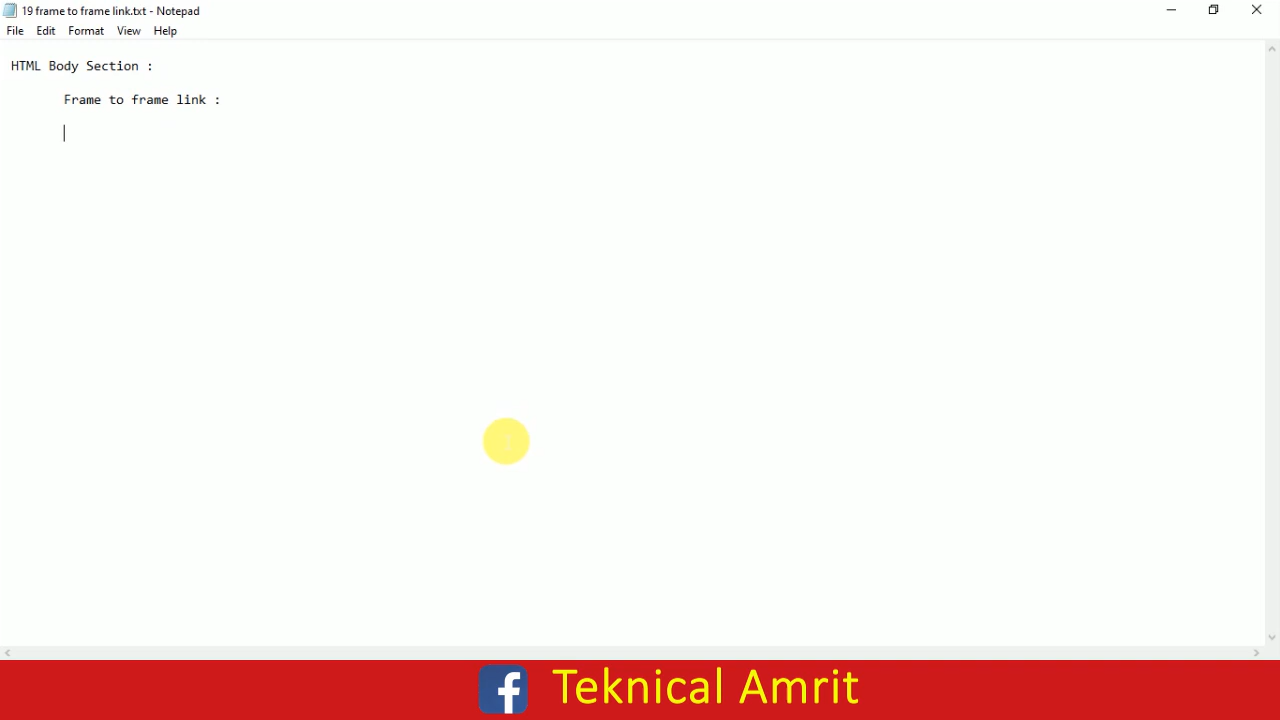 19 frame to frame link.txt - Notepad
File Edit Format View Help
HTML Body Section :
Frame to frame link :
f Teknical Amrit